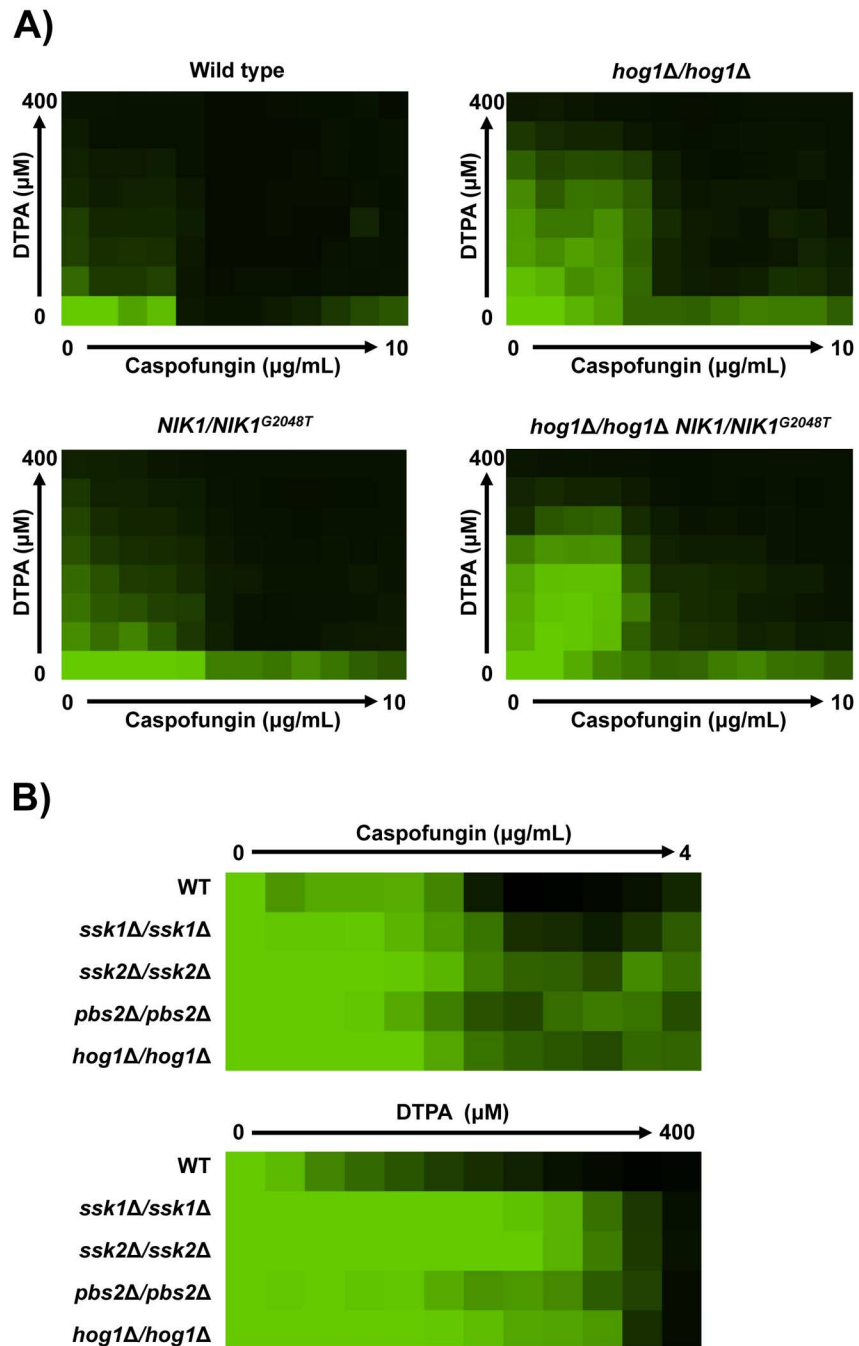 A)
Wild type
400
DTPA (µM)
0
0
10
Caspofungin (µg/mL)
hog1Δ/hog1Δ
400
DTPA (µM)
0
0
10
Caspofungin (µg/mL)
NIK1/NIK1G2048T
400
DTPA (µM)
0
0
10
Caspofungin (µg/mL)
hog1Δ/hog1Δ NIK1/NIK1G2048T
400
DTPA (µM)
0
0
10
Caspofungin (µg/mL)
B)
Caspofungin (µg/mL)
0
4
WT
ssk1Δ/ssk1Δ
ssk2Δ/ssk2Δ
pbs2Δ/pbs2Δ
hog1Δ/hog1Δ
DTPA (µM)
0
400
WT
ssk1Δ/ssk1Δ
ssk2Δ/ssk2Δ
pbs2Δ/pbs2Δ
hog1Δ/hog1Δ